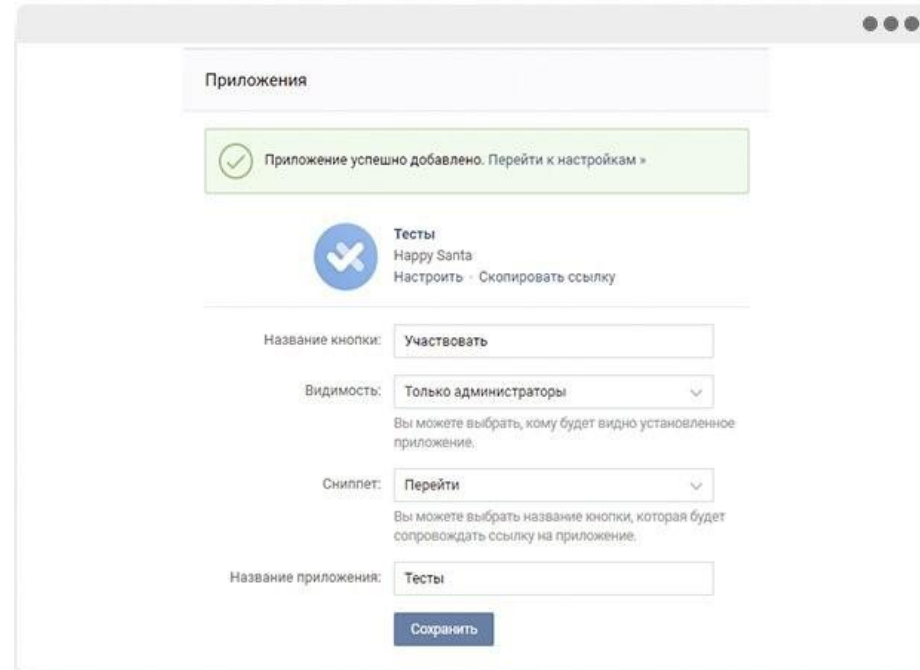 Приложения
Приложение успешно добавлено. Перейти к настройкам »
Тесты
Happy Santa
Настроить · Скопировать ссылку
Название кнопки: Участвовать
Видимость: Только администраторы
Вы можете выбрать, кому будет видно установленное
приложение.
Сниппет: Перейти
Вы можете выбрать название кнопки, которая будет
сопровождать ссылку на приложение.
Название приложения: Тесты
Сохранить